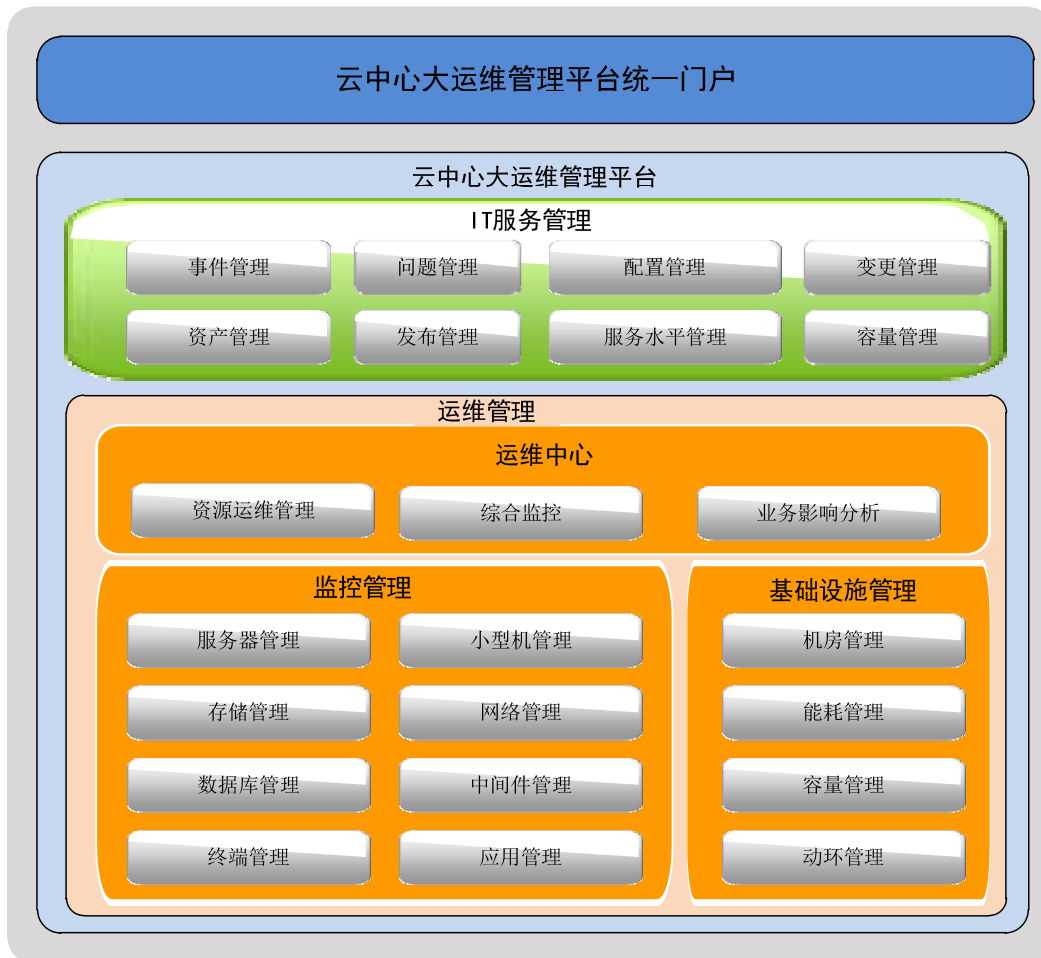 云中心大运维管理平台统一门户
云中心大运维管理平台
IT服务管理
事件管理
问题管理
配置管理
变更管理
资产管理
发布管理
服务水平管理
容量管理
运维管理
运维中心
资源运维管理
综合监控
业务影响分析
监控管理
服务器管理
小型机管理
存储管理
网络管理
数据库管理
中间件管理
终端管理
应用管理
基础设施管理
机房管理
能耗管理
容量管理
动环管理